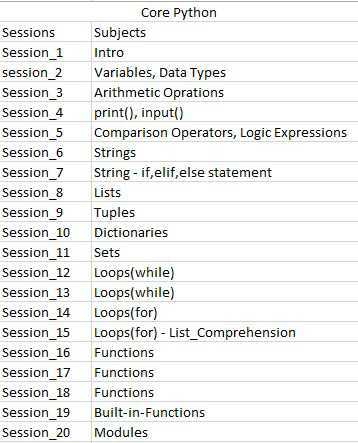 Core Python
Sessions Subjects
Session_1 Intro
session_2 Variables, Data Types
Session_3 Arithmetic Oprations
Session_4 print(), input()
Session_5 Comparison Operators, Logic Expressions
Session_6 Strings
Session_7 String - if,elif,else statement
Session_8 Lists
Session_9 Tuples
Session_10 Dictionaries
Session_11 Sets
Session_12 Loops(while)
Session_13 Loops(while)
Session_14 Loops(for)
Session_15 Loops(for) - List_Comprehension
Session_16 Functions
Session_17 Functions
Session_18 Functions
Session_19 Built-in-Functions
Session_20 Modules